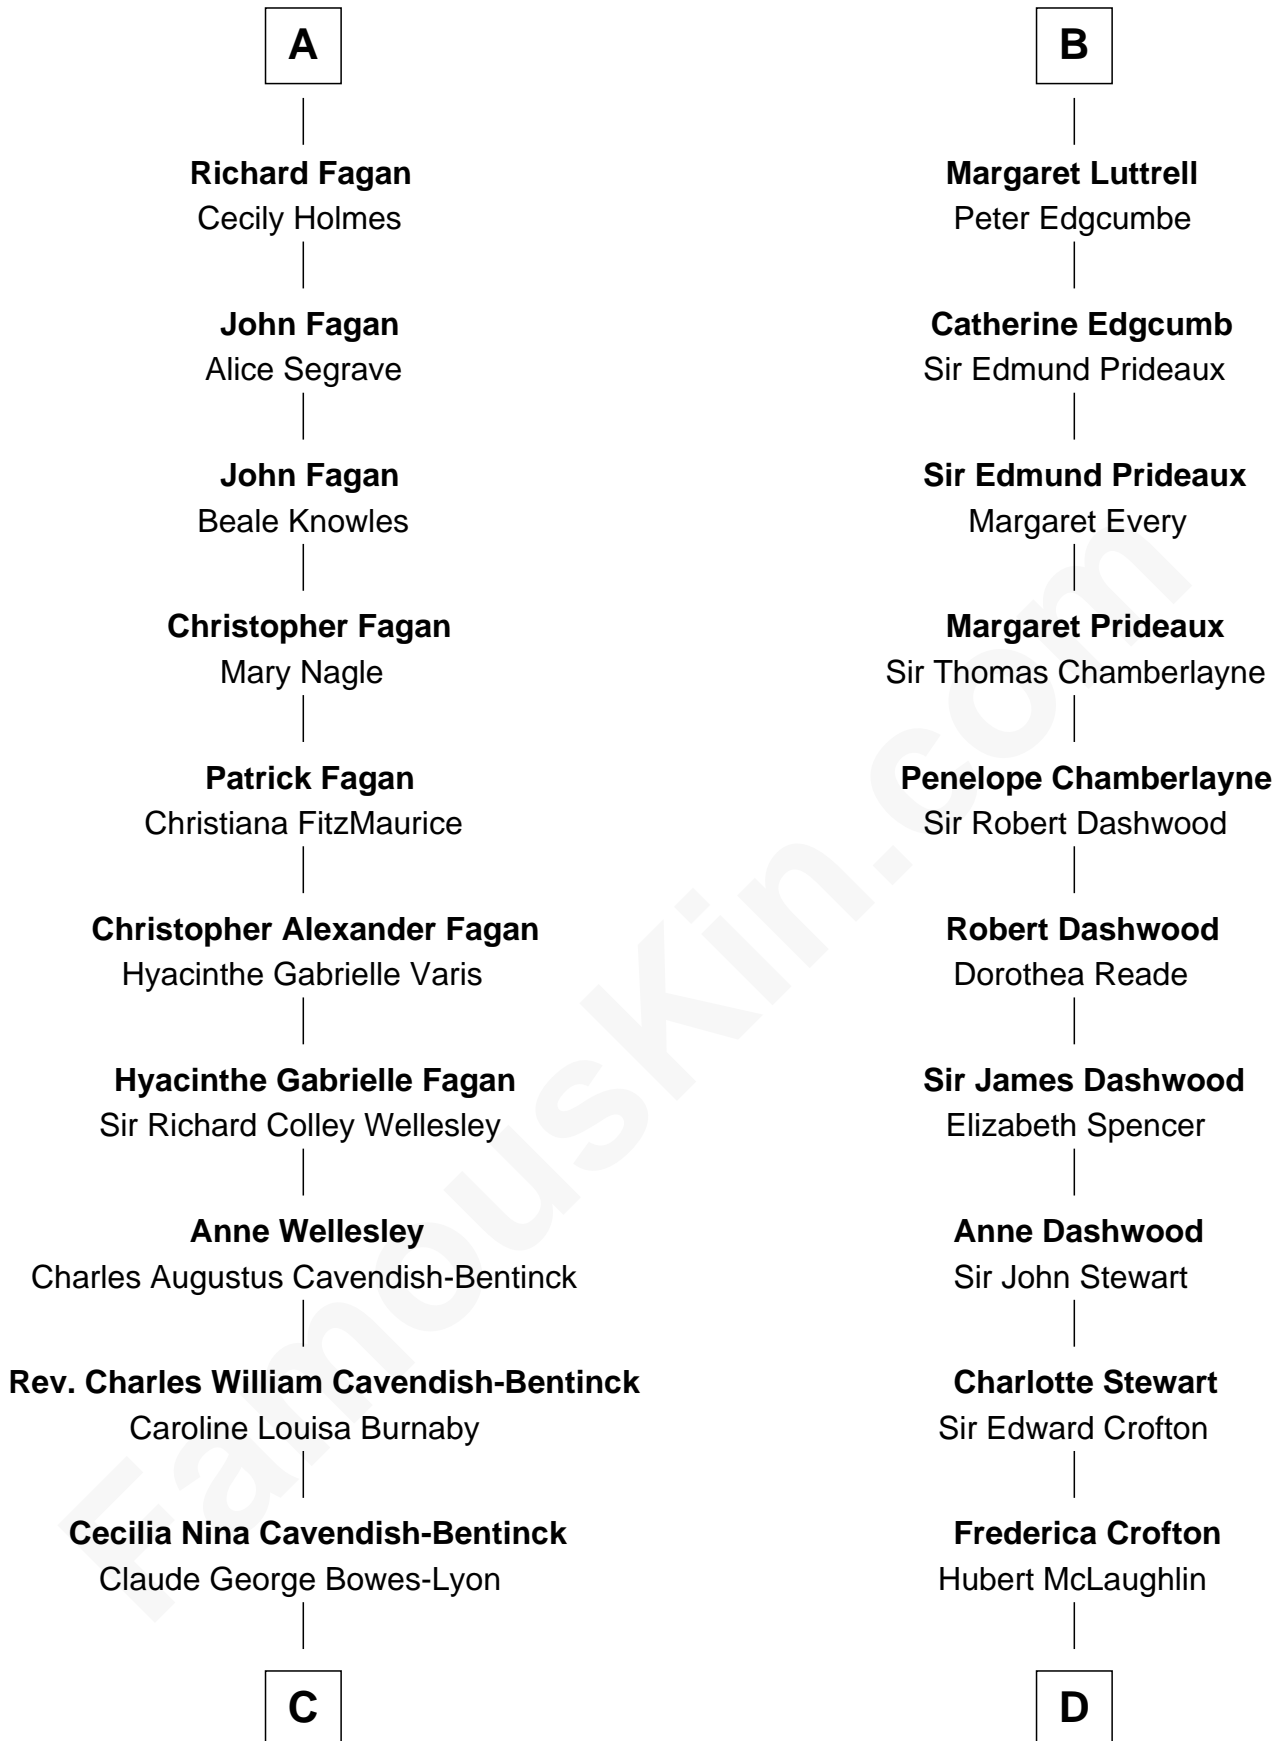 A
Richard Fagan
Cecily Holmes
John Fagan
Alice Segrave
John Fagan
Beale Knowles
Christopher Fagan
Mary Nagle
Patrick Fagan
Christiana FitzMaurice
Christopher Alexander Fagan
Hyacinthe Gabrielle Varis
Hyacinthe Gabrielle Fagan
Sir Richard Colley Wellesley
Anne Wellesley
Charles Augustus Cavendish-Bentinck
Rev. Charles William Cavendish-Bentinck
Caroline Louisa Burnaby
Cecilia Nina Cavendish-Bentinck
Claude George Bowes-Lyon
C
B
Margaret Luttrell
Peter Edgcumbe
Catherine Edgcumb
Sir Edmund Prideaux
Sir Edmund Prideaux
Margaret Every
Margaret Prideaux
Sir Thomas Chamberlayne
Penelope Chamberlayne
Sir Robert Dashwood
Robert Dashwood
Dorothea Reade
Sir James Dashwood
Elizabeth Spencer
Anne Dashwood
Sir John Stewart
Charlotte Stewart
Sir Edward Crofton
Frederica Crofton
Hubert McLaughlin
D
FamousKin.com